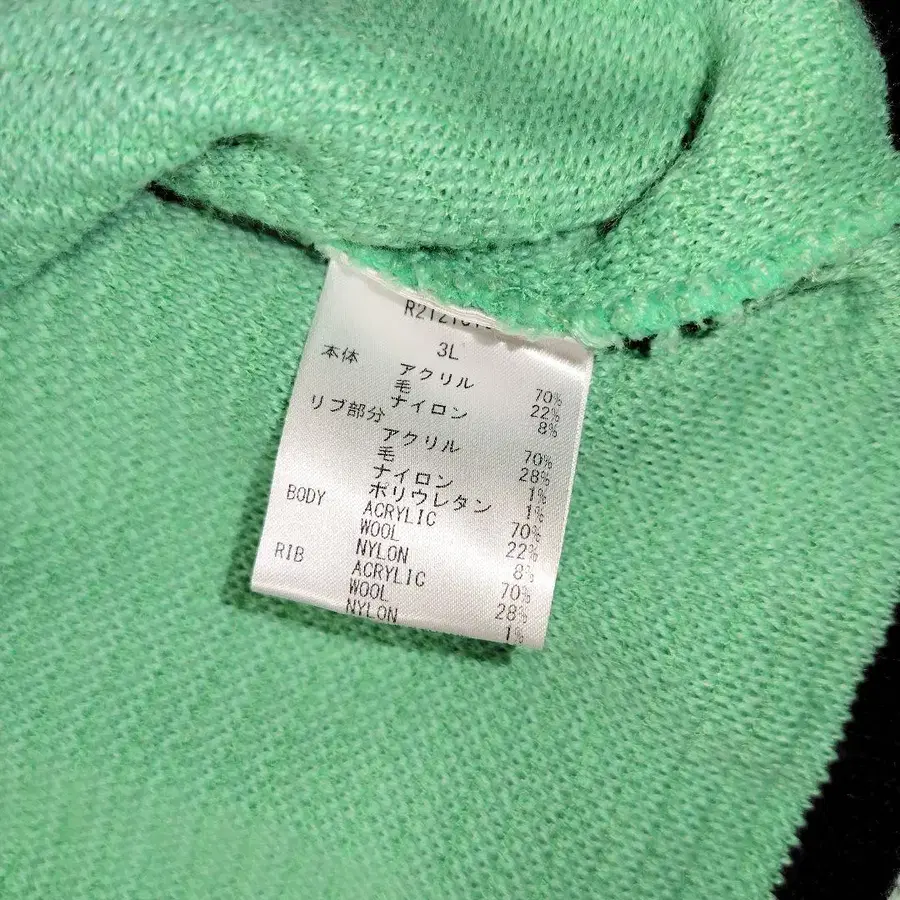 3L
本体
アクリル 70%
毛 22%
ナイロン 8%
リブ部分
アクリル 70%
毛 28%
ナイロン 1%
ポリウレタン 1%
BODY
ACRYLIC 70%
WOOL 22%
NYLON 8%
RIB
ACRYLIC 70%
WOOL 28%
NYLON 1%